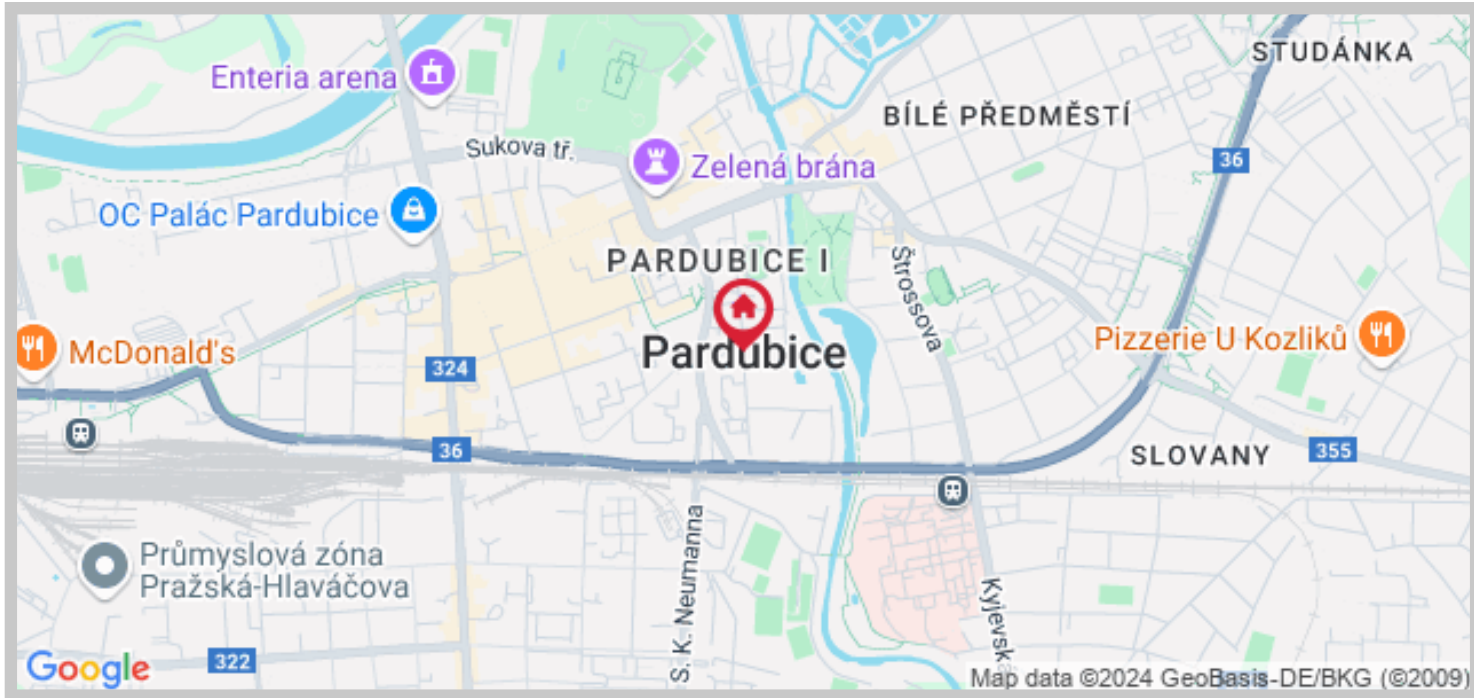 STUDÁNKA
Enteria arena
BÍLÉ PŘEDMĚSTÍ
Sukova tř.
Zelená brána
36
OC Palác Pardubice
PARDUBICE I
Štrossova
Pizzerie U Kozliků
McDonald's
Pardubice
324
36
SLOVANY
355
Průmyslová zóna
Pražská-Hlaváčova
S. K. Neumanna
Kyjevská
322
Google
Map data ©2024 GeoBasis-DE/BKG (©2009)